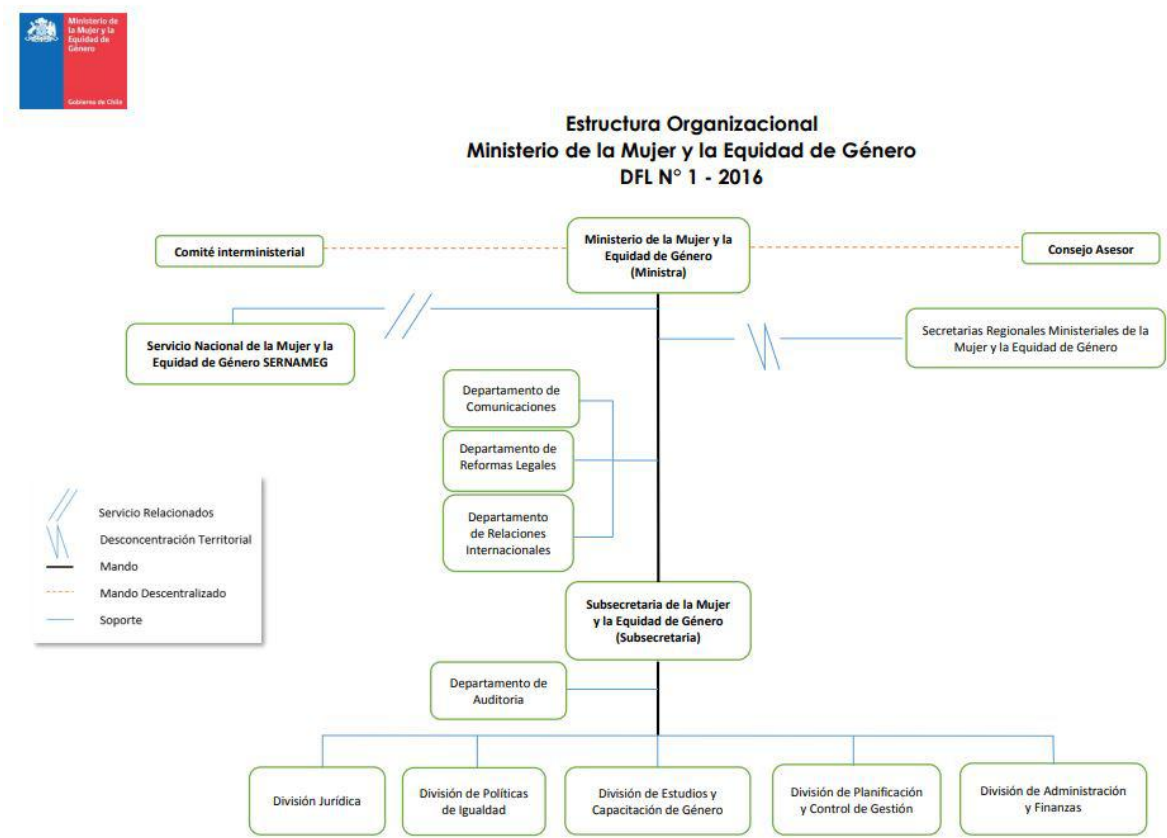 Ministerio de
la Mujer y la
Equidad de
Género
Gobierno de Chile
Estructura Organizacional
Ministerio de la Mujer y la Equidad de Género
DFL N° 1 - 2016
Comité interministerial
Ministerio de la Mujer y la
Equidad de Género
(Ministra)
Consejo Asesor
Servicio Nacional de la Mujer y la
Equidad de Género SERNAMEG
Secretarias Regionales Ministeriales de la
Mujer y la Equidad de Género
Departamento de
Comunicaciones
Departamento de
Reformas Legales
Departamento
de Relaciones
Internacionales
Servicio Relacionados
Desconcentración Territorial
Mando
Mando Descentralizado
Soporte
Subsecretaria de la Mujer
y la Equidad de Género
(Subsecretaria)
Departamento de
Auditoria
División Jurídica
División de Políticas
de Igualdad
División de Estudios y
Capacitación de Género
División de Planificación
y Control de Gestión
División de Administración
y Finanzas